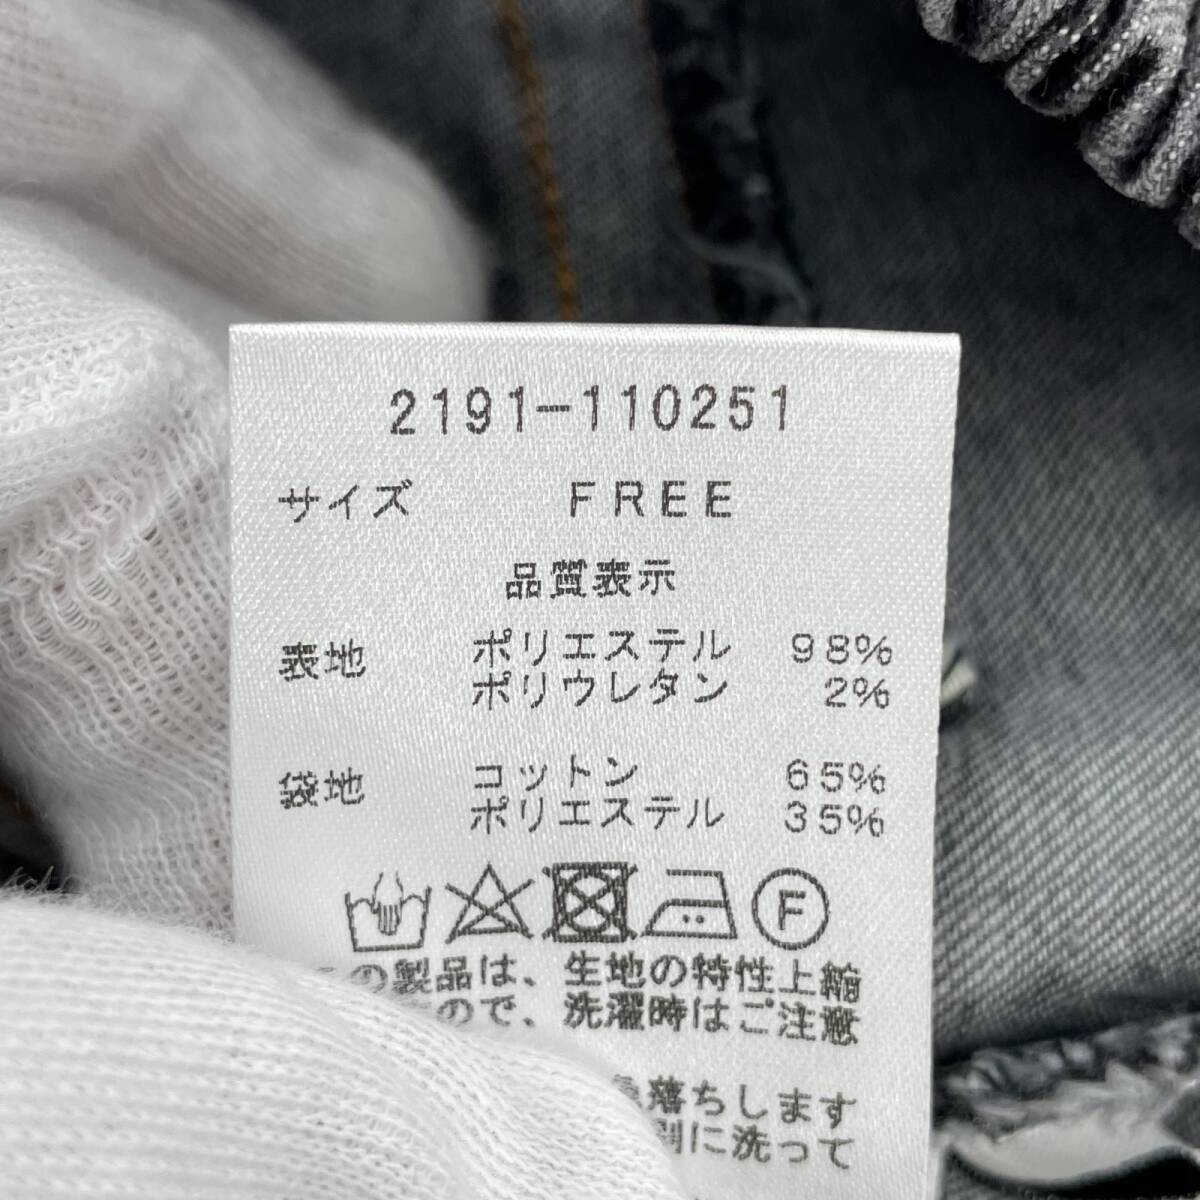 2191-110251
サイズ FREE
品質表示
表地 ポリエステル 98%
ポリウレタン 2%
袋地 コットン 65%
ポリエステル 35%
F
の製品は、生地の特性上縮
ので、洗濯時はご注意
落ちします
別に洗って